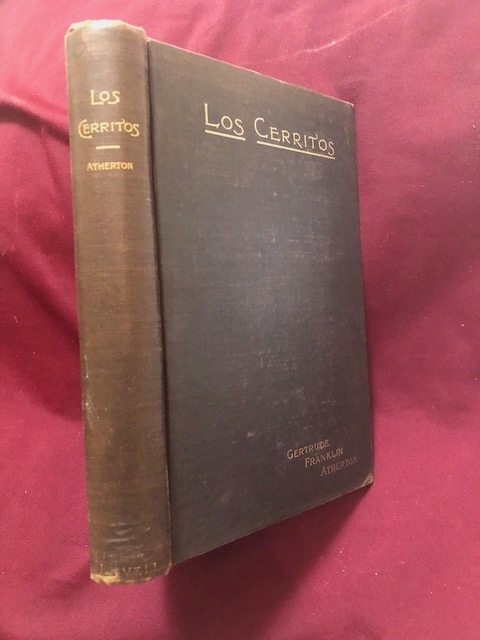 LOS
CERRITOS
ATHERTON
LOS CERRITOS
GERTRUDE
FRANKLIN
ATHERTON